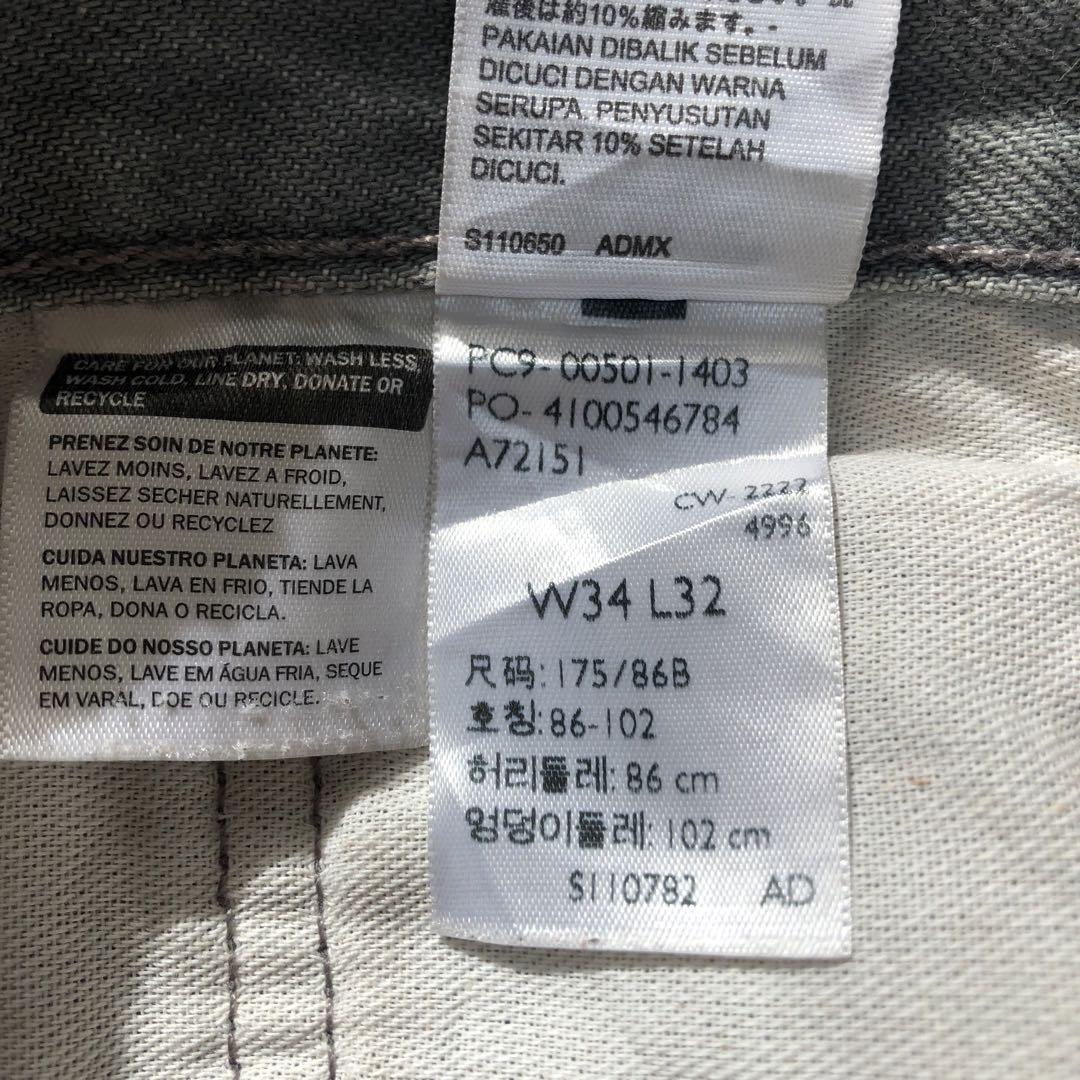 濯後は約10%縮みます。-
PAKAIAN DIBALIK SEBELUM
DICUCI DENGAN WARNA
SERUPA. PENYUSUTAN
SEKITAR 10% SETELAH
DICUCI.
S110650 ADMX
CARE FOR YOUR PLANET: WASH LESS,
WASH COLD, LINE DRY, DONATE OR
RECYCLE
PRENEZ SOIN DE NOTRE PLANETE:
LAVEZ MOINS, LAVEZ A FROID,
LAISSEZ SECHER NATURELLEMENT,
DONNEZ OU RECYCLEZ
CUIDA NUESTRO PLANETA: LAVA
MENOS, LAVA EN FRIO, TIENDE LA
ROPA, DONA O RECICLA.
CUIDE DO NOSSO PLANETA: LAVE
MENOS, LAVE EM ÁGUA FRIA, SEQUE
EM VARAL, DOE OU RECICLE.
PC9-00501-1403
PO-4100546784
A72151
CW-2222
4996
W34 L32
尺码: 175/86B
호칭:86-102
허리둘레: 86 cm
엉덩이둘레: 102 cm
S110782 AD